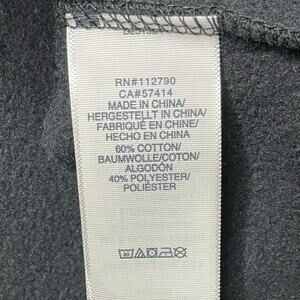 RN#112790
CA#57414
MADE IN CHINA/
HERGESTELLT IN CHINA/
FABRIQUÉ EN CHINE/
HECHO EN CHINA
60% COTTON/
BAUMWOLLE/COTON/
ALGODÓN
40% POLYESTER/
POLIÉSTER